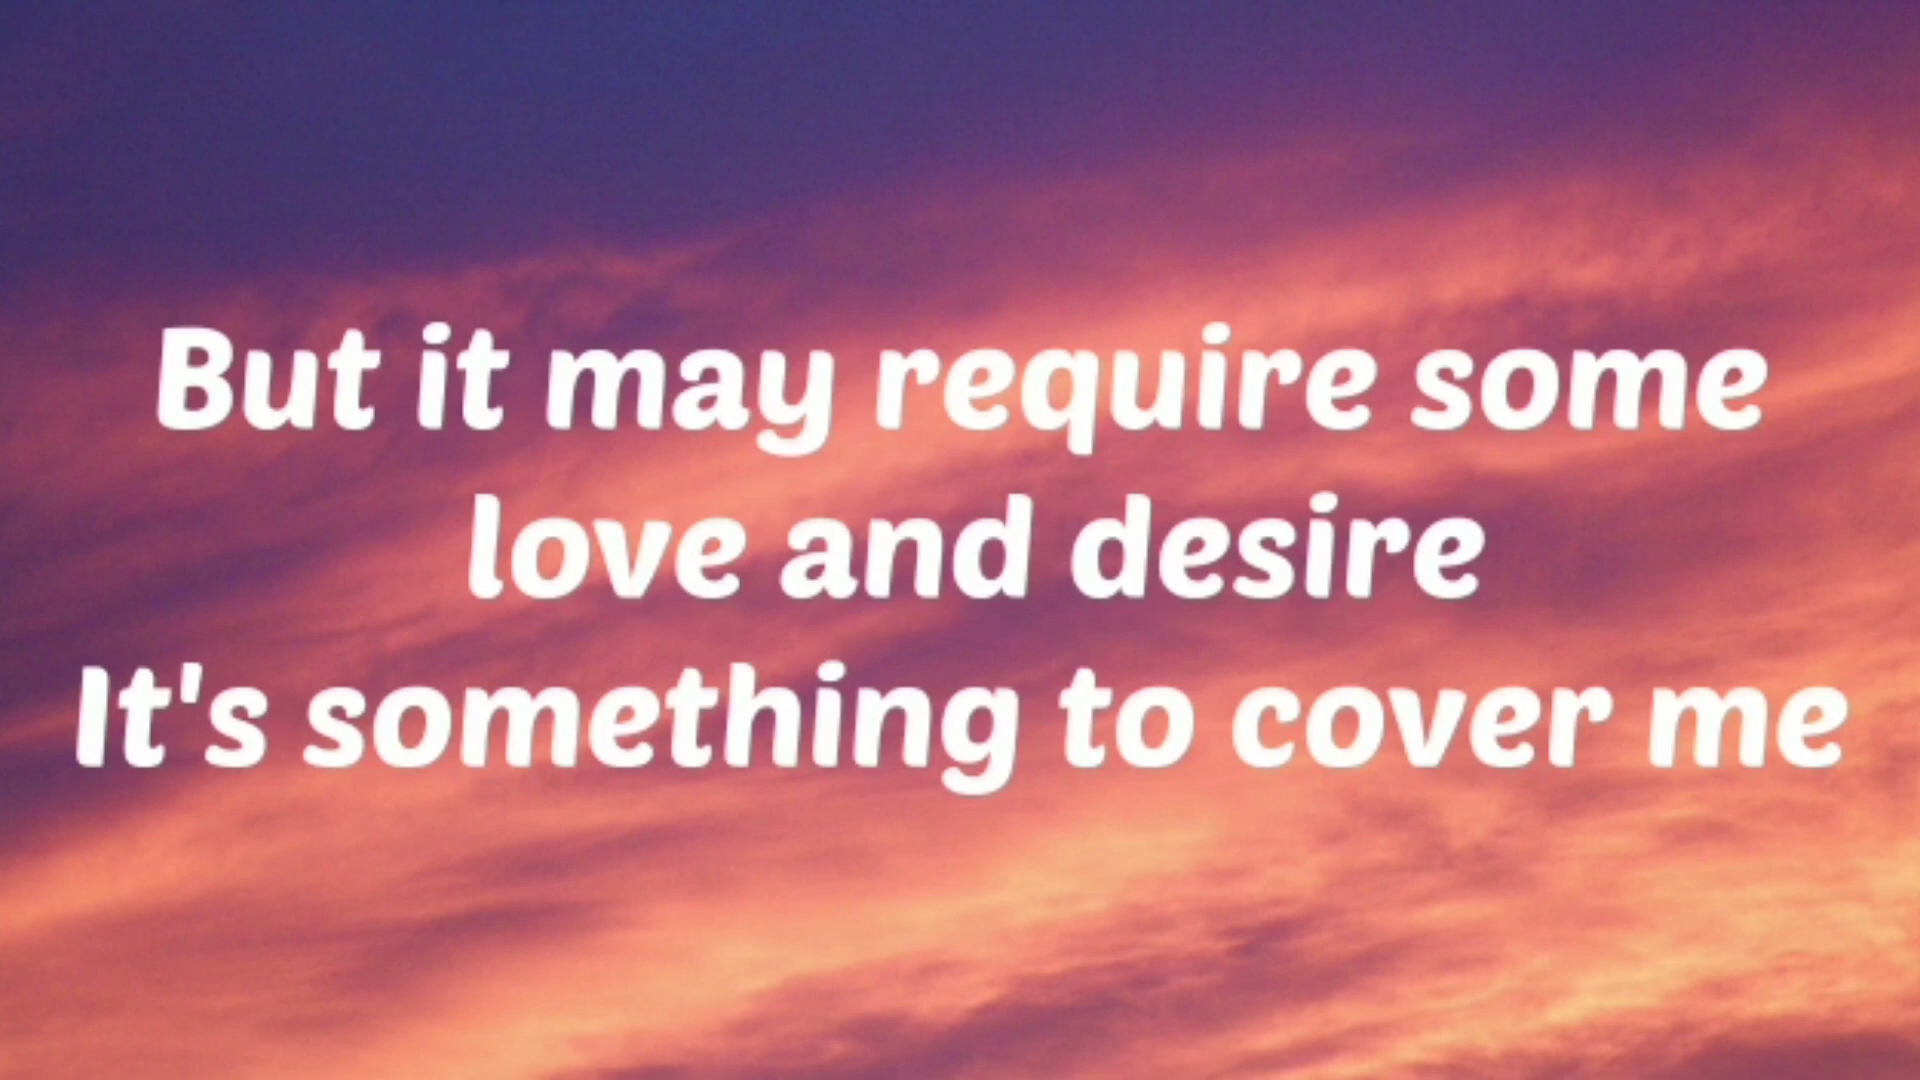 But it may require some
love and desire
It's something to cover me